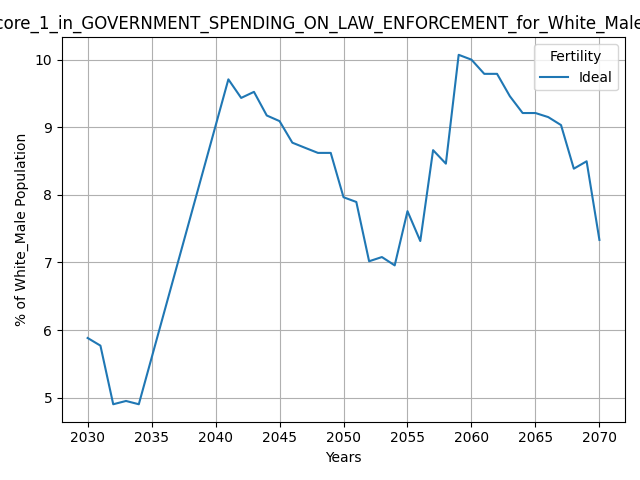 core_1_in_GOVERNMENT_SPENDING_ON_LAW_ENFORCEMENT_for_White_Male
Fertility
Ideal
% of White_Male Population
10
9
8
7
6
5
2030 2035 2040 2045 2050 2055 2060 2065 2070
Years